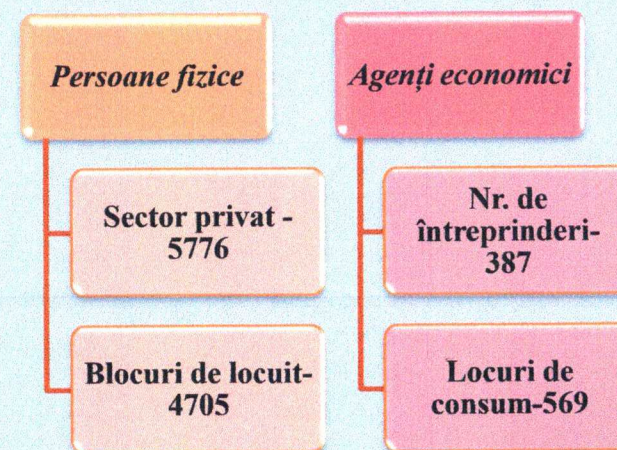 Persoane fizice
Sector privat -
5776
Blocuri de locuit-
4705
Agenți economici
Nr. de
întreprinderi-
387
Locuri de
consum-569